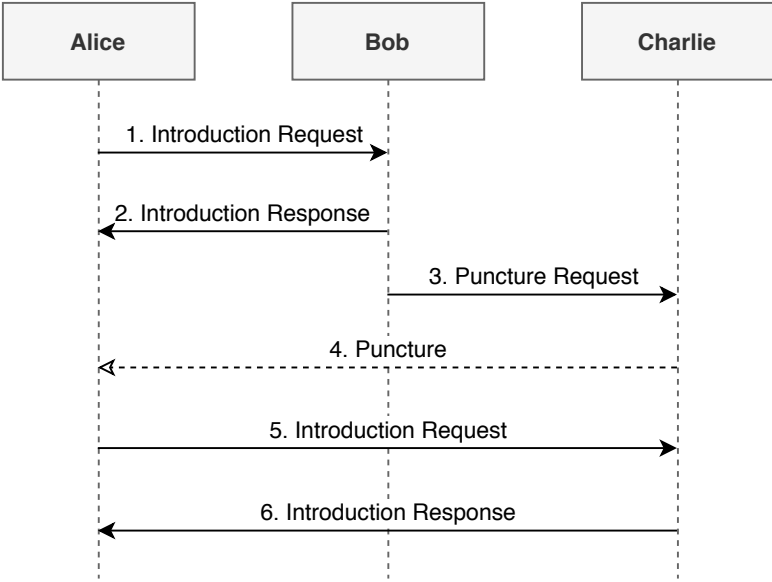 Alice
Bob
Charlie
1. Introduction Request
2. Introduction Response
3. Puncture Request
4. Puncture
5. Introduction Request
6. Introduction Response